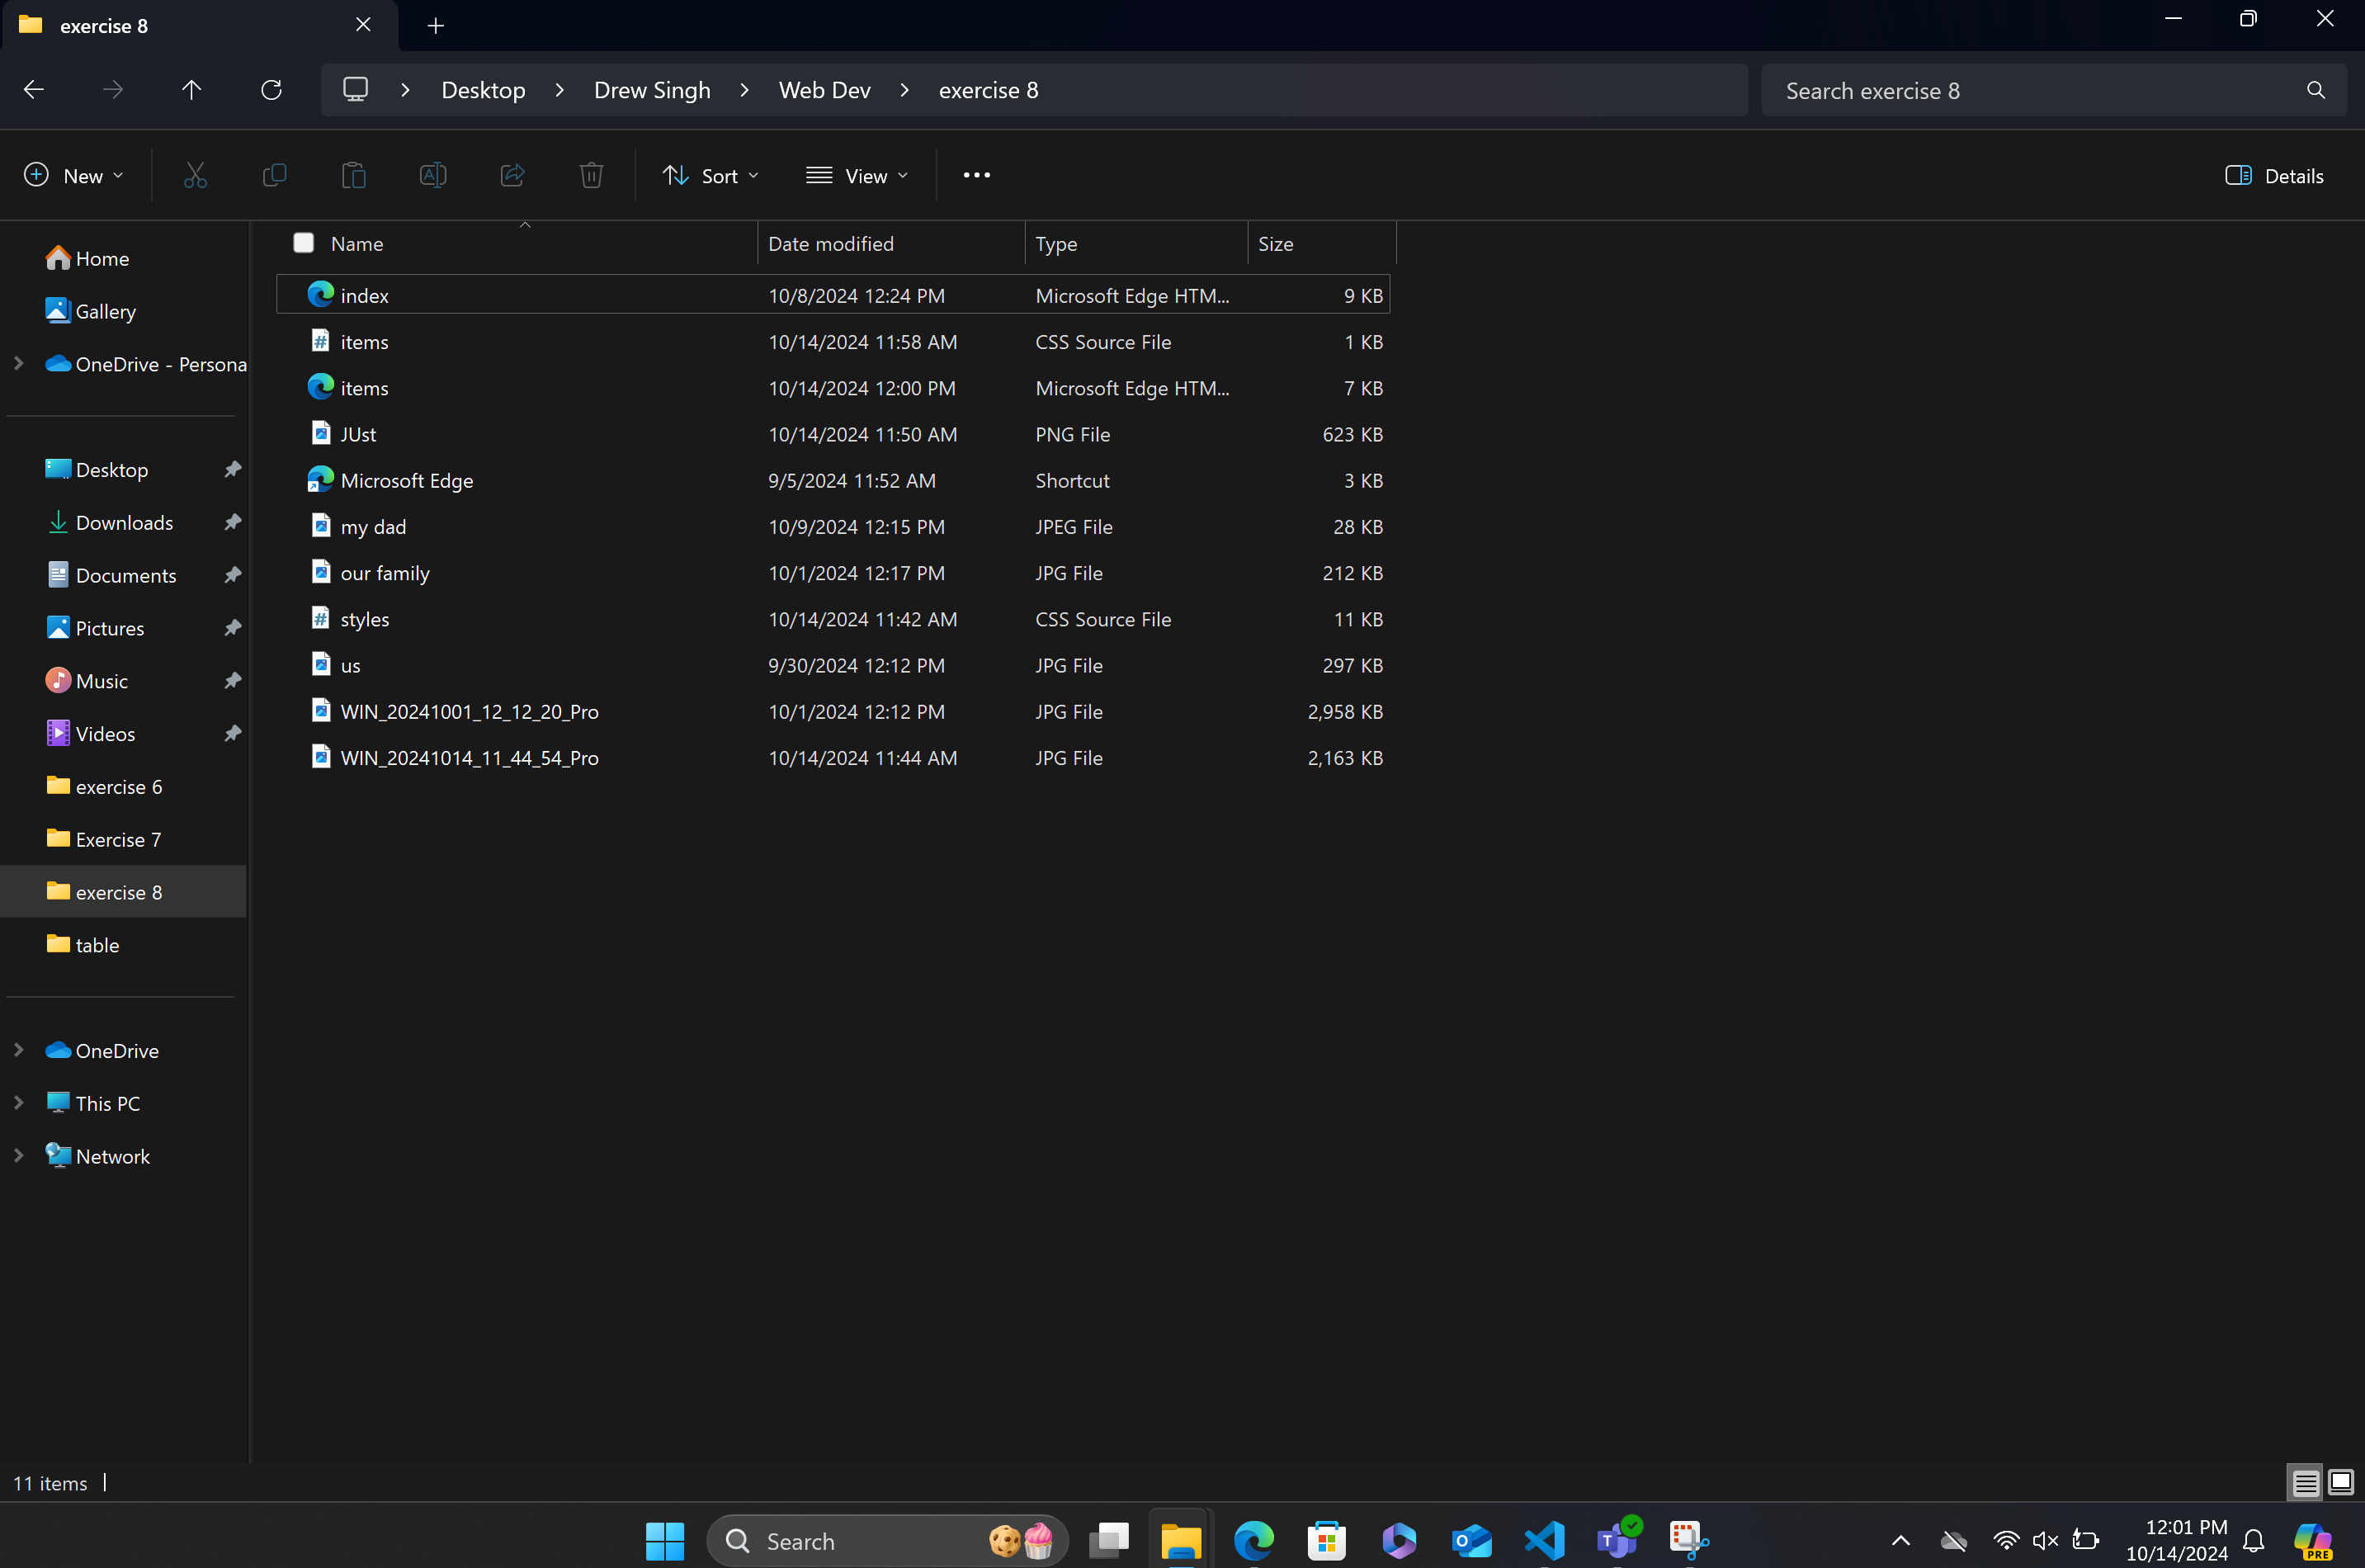 exercise 8
Desktop > Drew Singh > Web Dev > exercise 8
Search exercise 8
New
Sort
View
Details
Home
Gallery
OneDrive - Persona
Desktop
Downloads
Documents
Pictures
Music
Videos
exercise 6
Exercise 7
exercise 8
table
OneDrive
This PC
Network
Name Date modified Type Size
index 10/8/2024 12:24 PM Microsoft Edge HTM... 9 KB
items 10/14/2024 11:58 AM CSS Source File 1 KB
items 10/14/2024 12:00 PM Microsoft Edge HTM... 7 KB
JUst 10/14/2024 11:50 AM PNG File 623 KB
Microsoft Edge 9/5/2024 11:52 AM Shortcut 3 KB
my dad 10/9/2024 12:15 PM JPEG File 28 KB
our family 10/1/2024 12:17 PM JPG File 212 KB
styles 10/14/2024 11:42 AM CSS Source File 11 KB
us 9/30/2024 12:12 PM JPG File 297 KB
WIN_20241001_12_12_20_Pro 10/1/2024 12:12 PM JPG File 2,958 KB
WIN_20241014_11_44_54_Pro 10/14/2024 11:44 AM JPG File 2,163 KB
11 items
Search
12:01 PM
10/14/2024
PRE